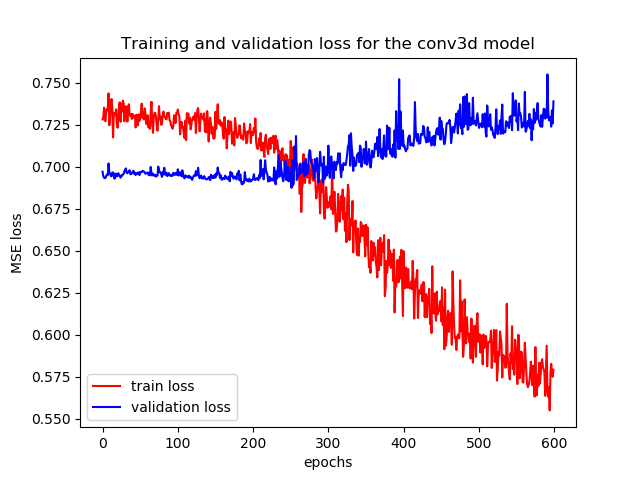 Training and validation loss for the conv3d model
MSE loss
0.750
0.725
0.700
0.675
0.650
0.625
0.600
0.575
0.550
train loss
validation loss
0 100 200 300 400 500 600
epochs